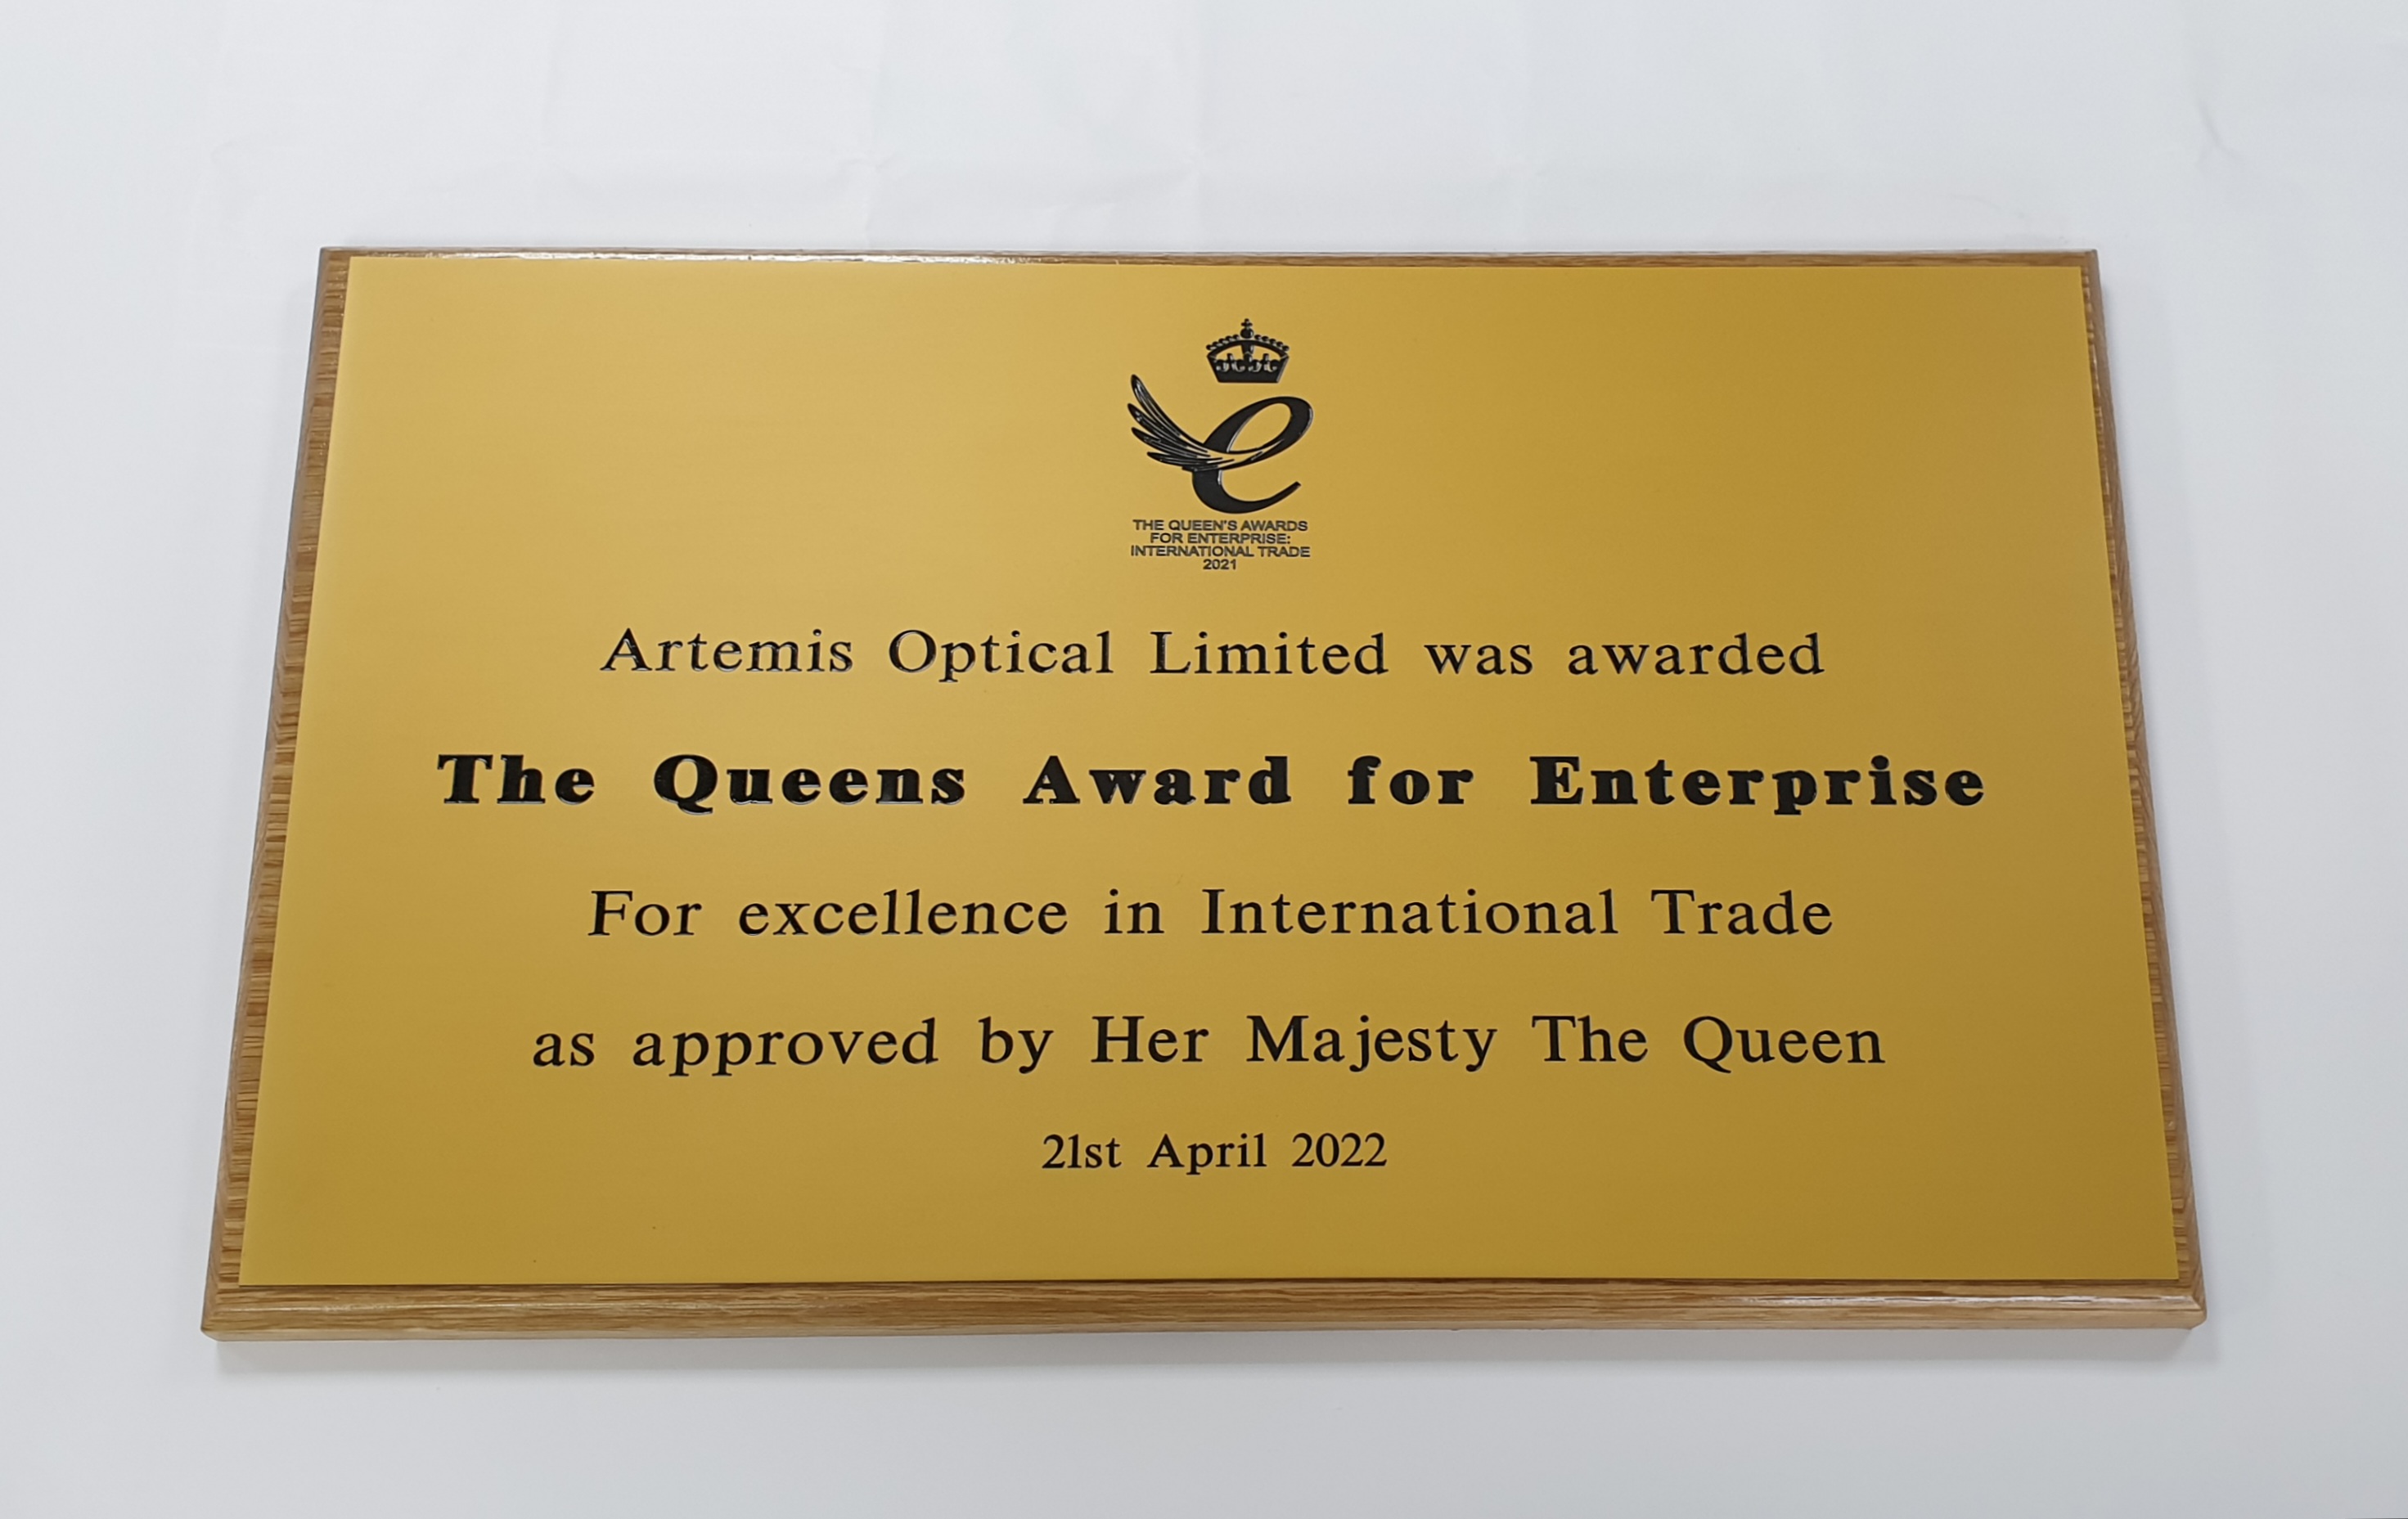 THE QUEEN'S AWARDS
FOR ENTERPRISE:
INTERNATIONAL TRADE
2021
Artemis Optical Limited was awarded
The Queens Award for Enterprise
For excellence in International Trade
as approved by Her Majesty The Queen
21st April 2022